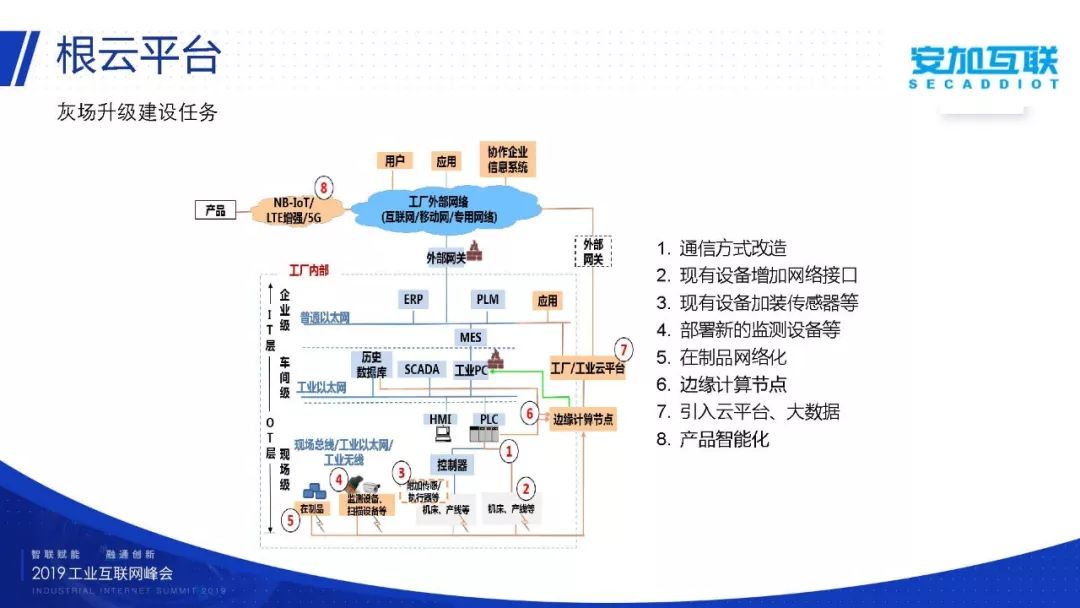 根云平台
安加互联
SECADDIOT
灰场升级建设任务
用户
应用
协作企业
信息系统
8
产品
NB-IoT/
LTE增强/5G
工厂外部网络
(互联网/移动网/专用网络)
外部网关
外部
网关
工厂内部
企业级
IT层
ERP
PLM
应用
普通以太网
MES
车间级
历史
数据库
SCADA
工业PC
工厂/工业云平台
7
工业以太网
OT层
HMI
PLC
6
边缘计算节点
现场级
现场总线/工业以太网/
工业无线
控制器
1
4
3
2
5
在制品
监测设备、
扫描设备等
增加传感/
执行器等
机床、产线等
机床、产线等
1. 通信方式改造
2. 现有设备增加网络接口
3. 现有设备加装传感器等
4. 部署新的监测设备等
5. 在制品网络化
6. 边缘计算节点
7. 引入云平台、大数据
8. 产品智能化
智联赋能 融通创新
2019 工业互联网峰会
INDUSTRIAL INTERNET SUMMIT 2019